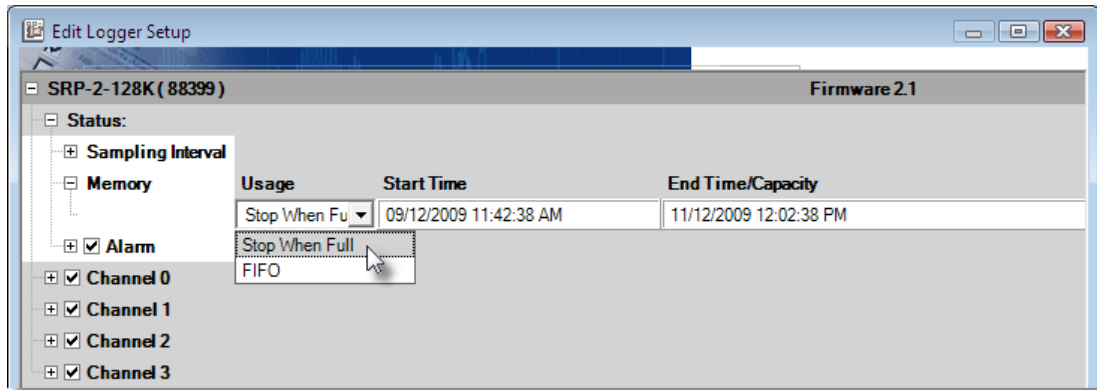 Edit Logger Setup
SRP-2-128K ( 88399 ) Firmware 2.1
Status:
Sampling Interval
Memory Usage Start Time End Time/Capacity
Stop When Fu 09/12/2009 11:42:38 AM 11/12/2009 12:02:38 PM
Alarm Stop When Full
FIFO
Channel 0
Channel 1
Channel 2
Channel 3